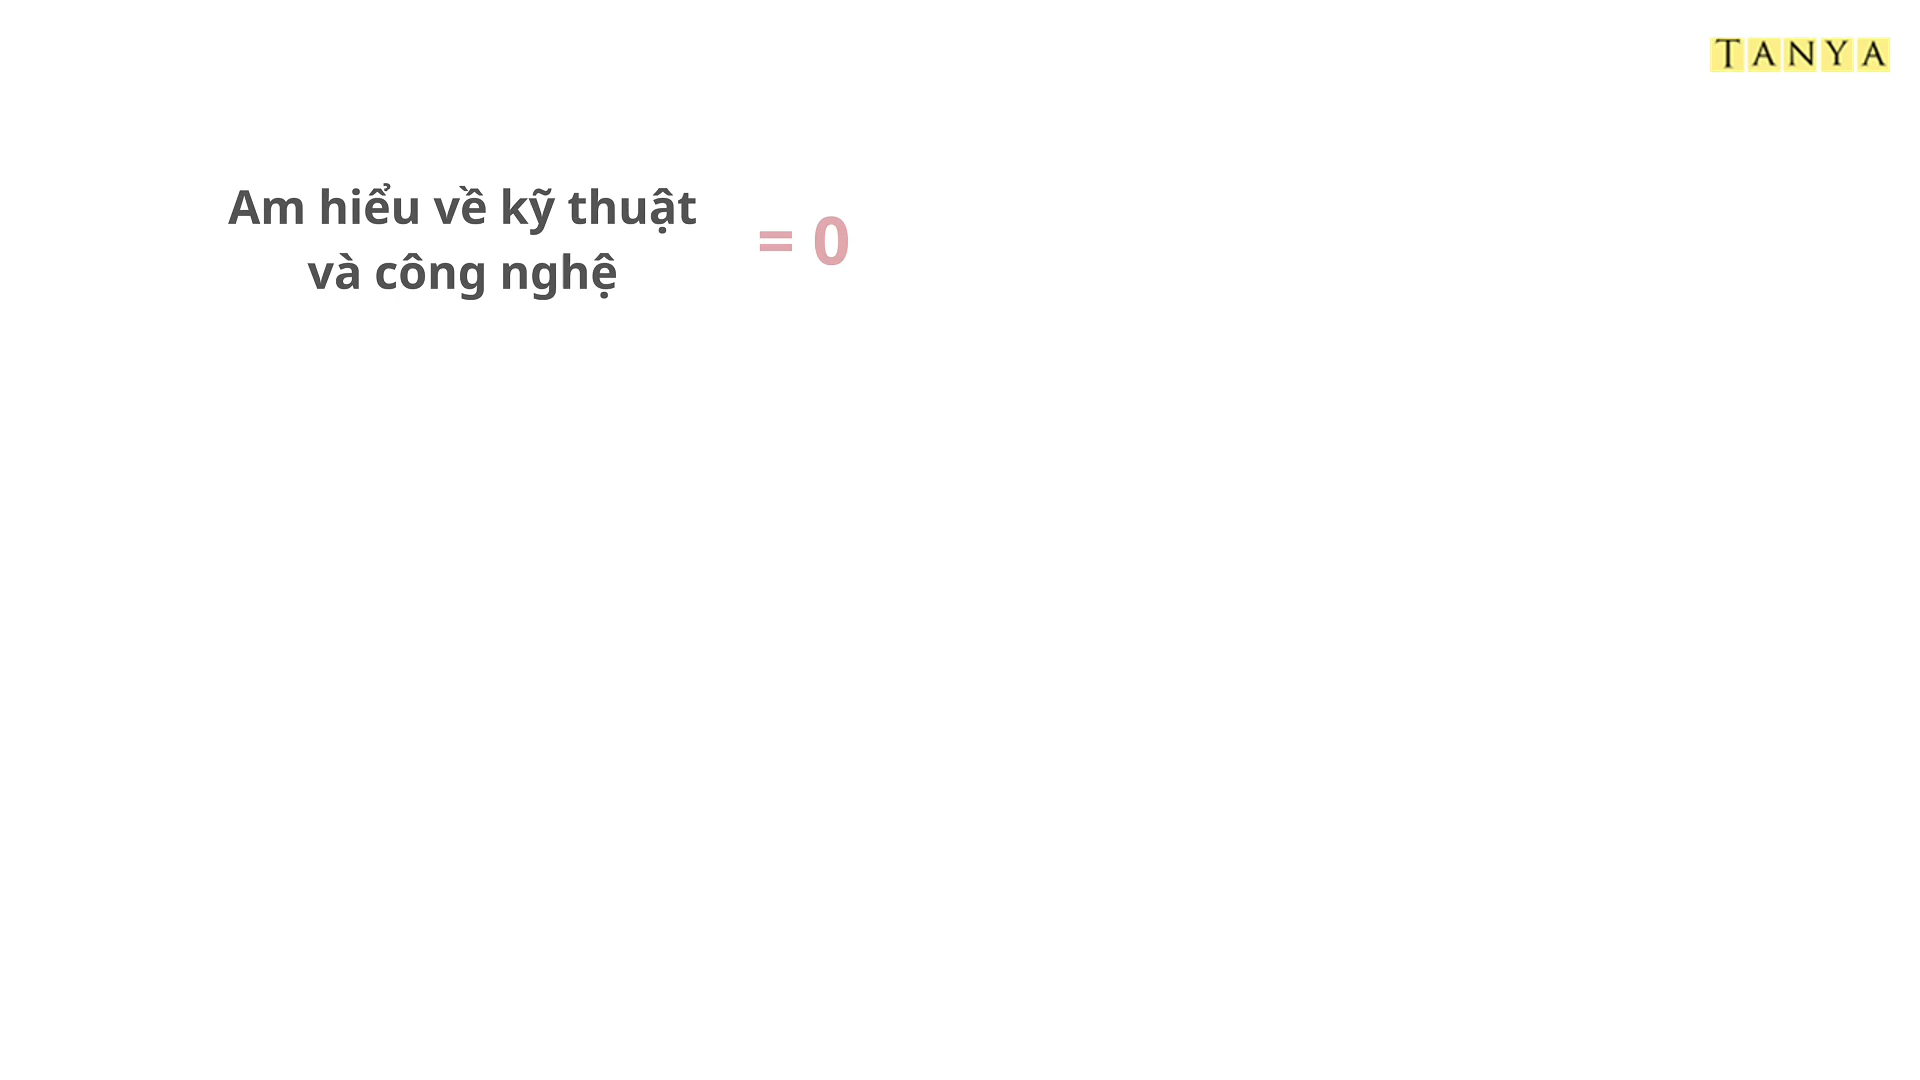 TANYA
Am hiểu về kỹ thuật
và công nghệ
= 0